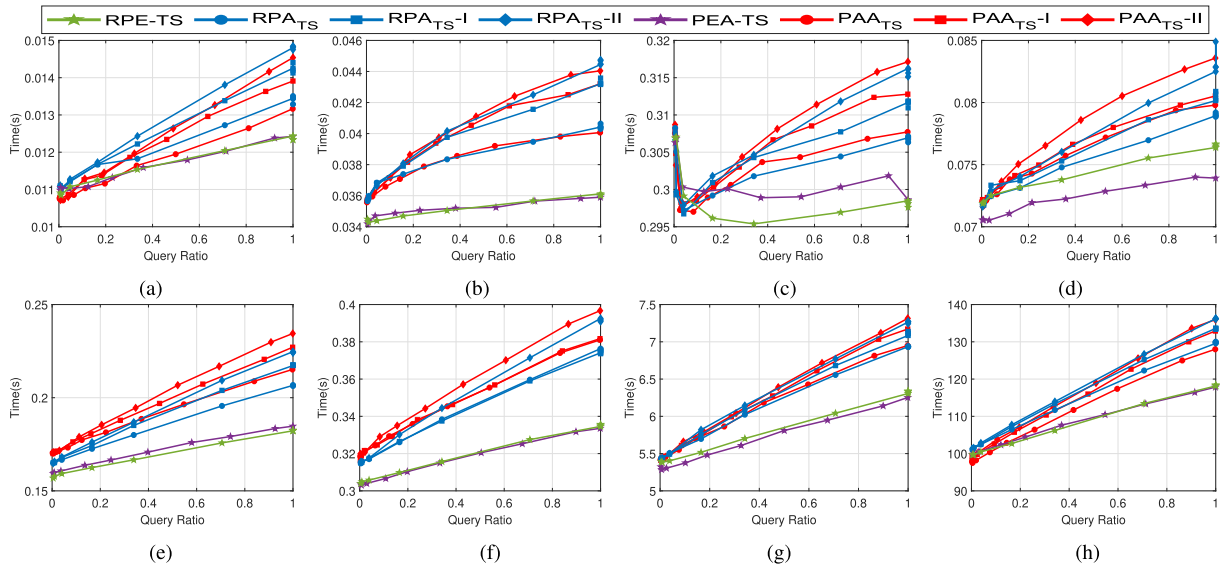 RPE-TS RPA_TS RPA_TS-I RPA_TS-II PEA-TS PAA_TS PAA_TS-I PAA_TS-II
0.015
0.014
0.013
0.012
0.011
0.01
Time(s)
0 0.2 0.4 0.6 0.8 1
Query Ratio
(a)
0.046
0.044
0.042
0.04
0.038
0.036
0.034
Time(s)
0 0.2 0.4 0.6 0.8 1
Query Ratio
(b)
0.32
0.315
0.31
0.305
0.3
0.295
Time(s)
0 0.2 0.4 0.6 0.8 1
Query Ratio
(c)
0.085
0.08
0.075
0.07
Time(s)
0 0.2 0.4 0.6 0.8 1
Query Ratio
(d)
0.25
0.2
0.15
Time(s)
0 0.2 0.4 0.6 0.8 1
Query Ratio
(e)
0.4
0.38
0.36
0.34
0.32
0.3
Time(s)
0 0.2 0.4 0.6 0.8 1
Query Ratio
(f)
7.5
7
6.5
6
5.5
5
Time(s)
0 0.2 0.4 0.6 0.8 1
Query Ratio
(g)
140
130
120
110
100
90
Time(s)
0 0.2 0.4 0.6 0.8 1
Query Ratio
(h)